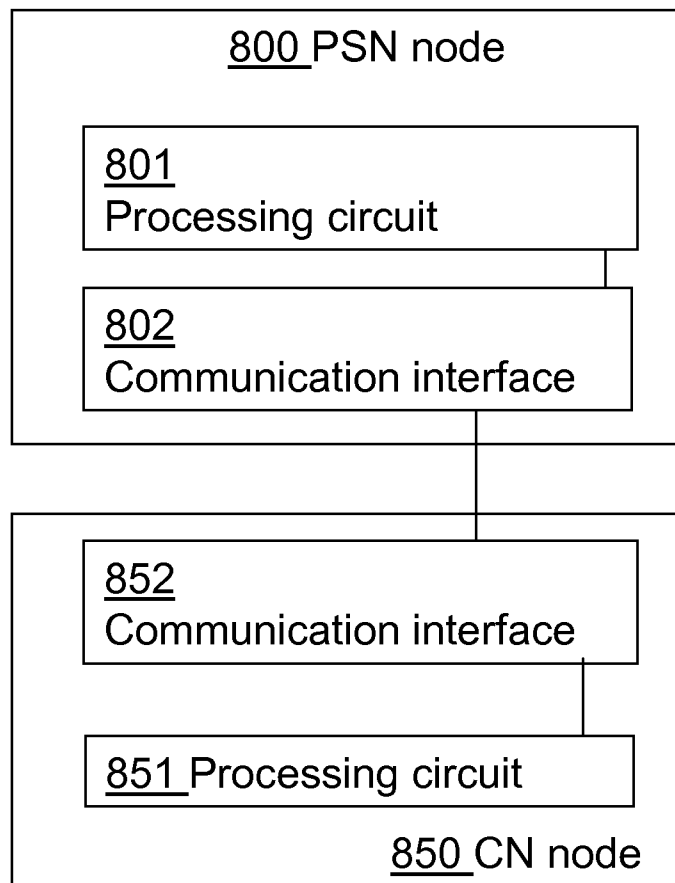 800 PSN node
801
Processing circuit
802
Communication interface
852
Communication interface
851 Processing circuit
850 CN node